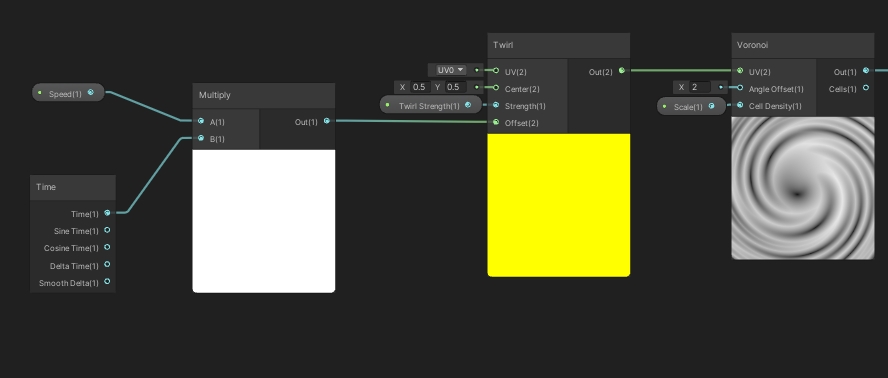 Speed(1)
Time
Time(1)
Sine Time(1)
Cosine Time(1)
Delta Time(1)
Smooth Delta(1)
Multiply
A(1)
Out(1)
B(1)
Twirl
UV0
UV(2)
Out(2)
X 0.5 Y 0.5
Center(2)
Twirl Strength(1)
Strength(1)
Offset(2)
Voronoi
UV(2)
Out(1)
X 2
Angle Offset(1)
Cells(1)
Scale(1)
Cell Density(1)